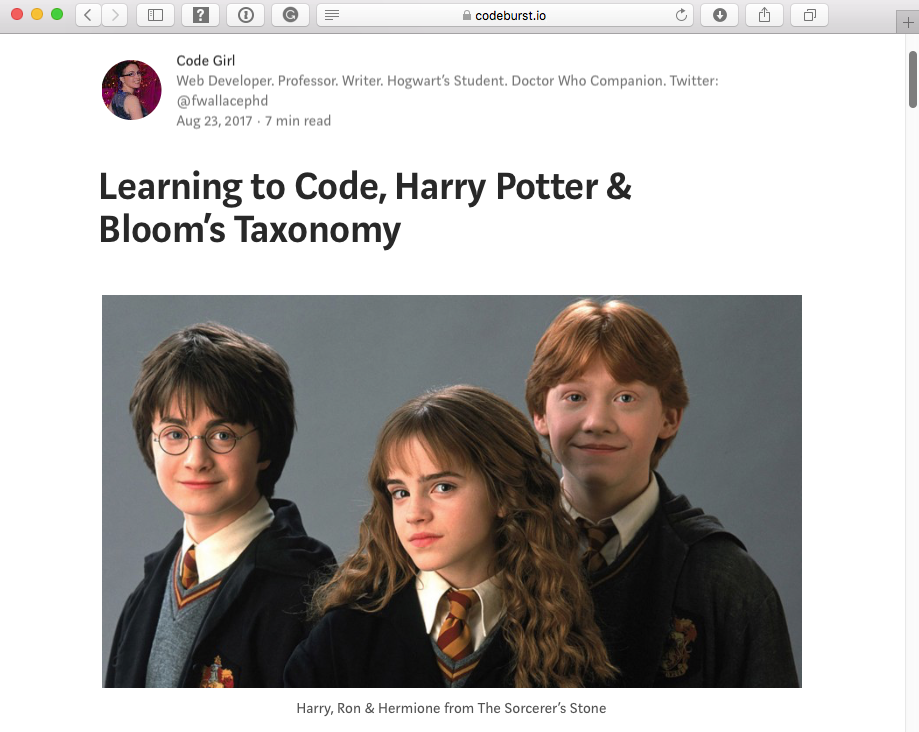 codeburst.io
Code Girl
Web Developer. Professor. Writer. Hogwart’s Student. Doctor Who Companion. Twitter:
@fwallacephd
Aug 23, 2017 · 7 min read
Learning to Code, Harry Potter &
Bloom’s Taxonomy
Harry, Ron & Hermione from The Sorcerer’s Stone